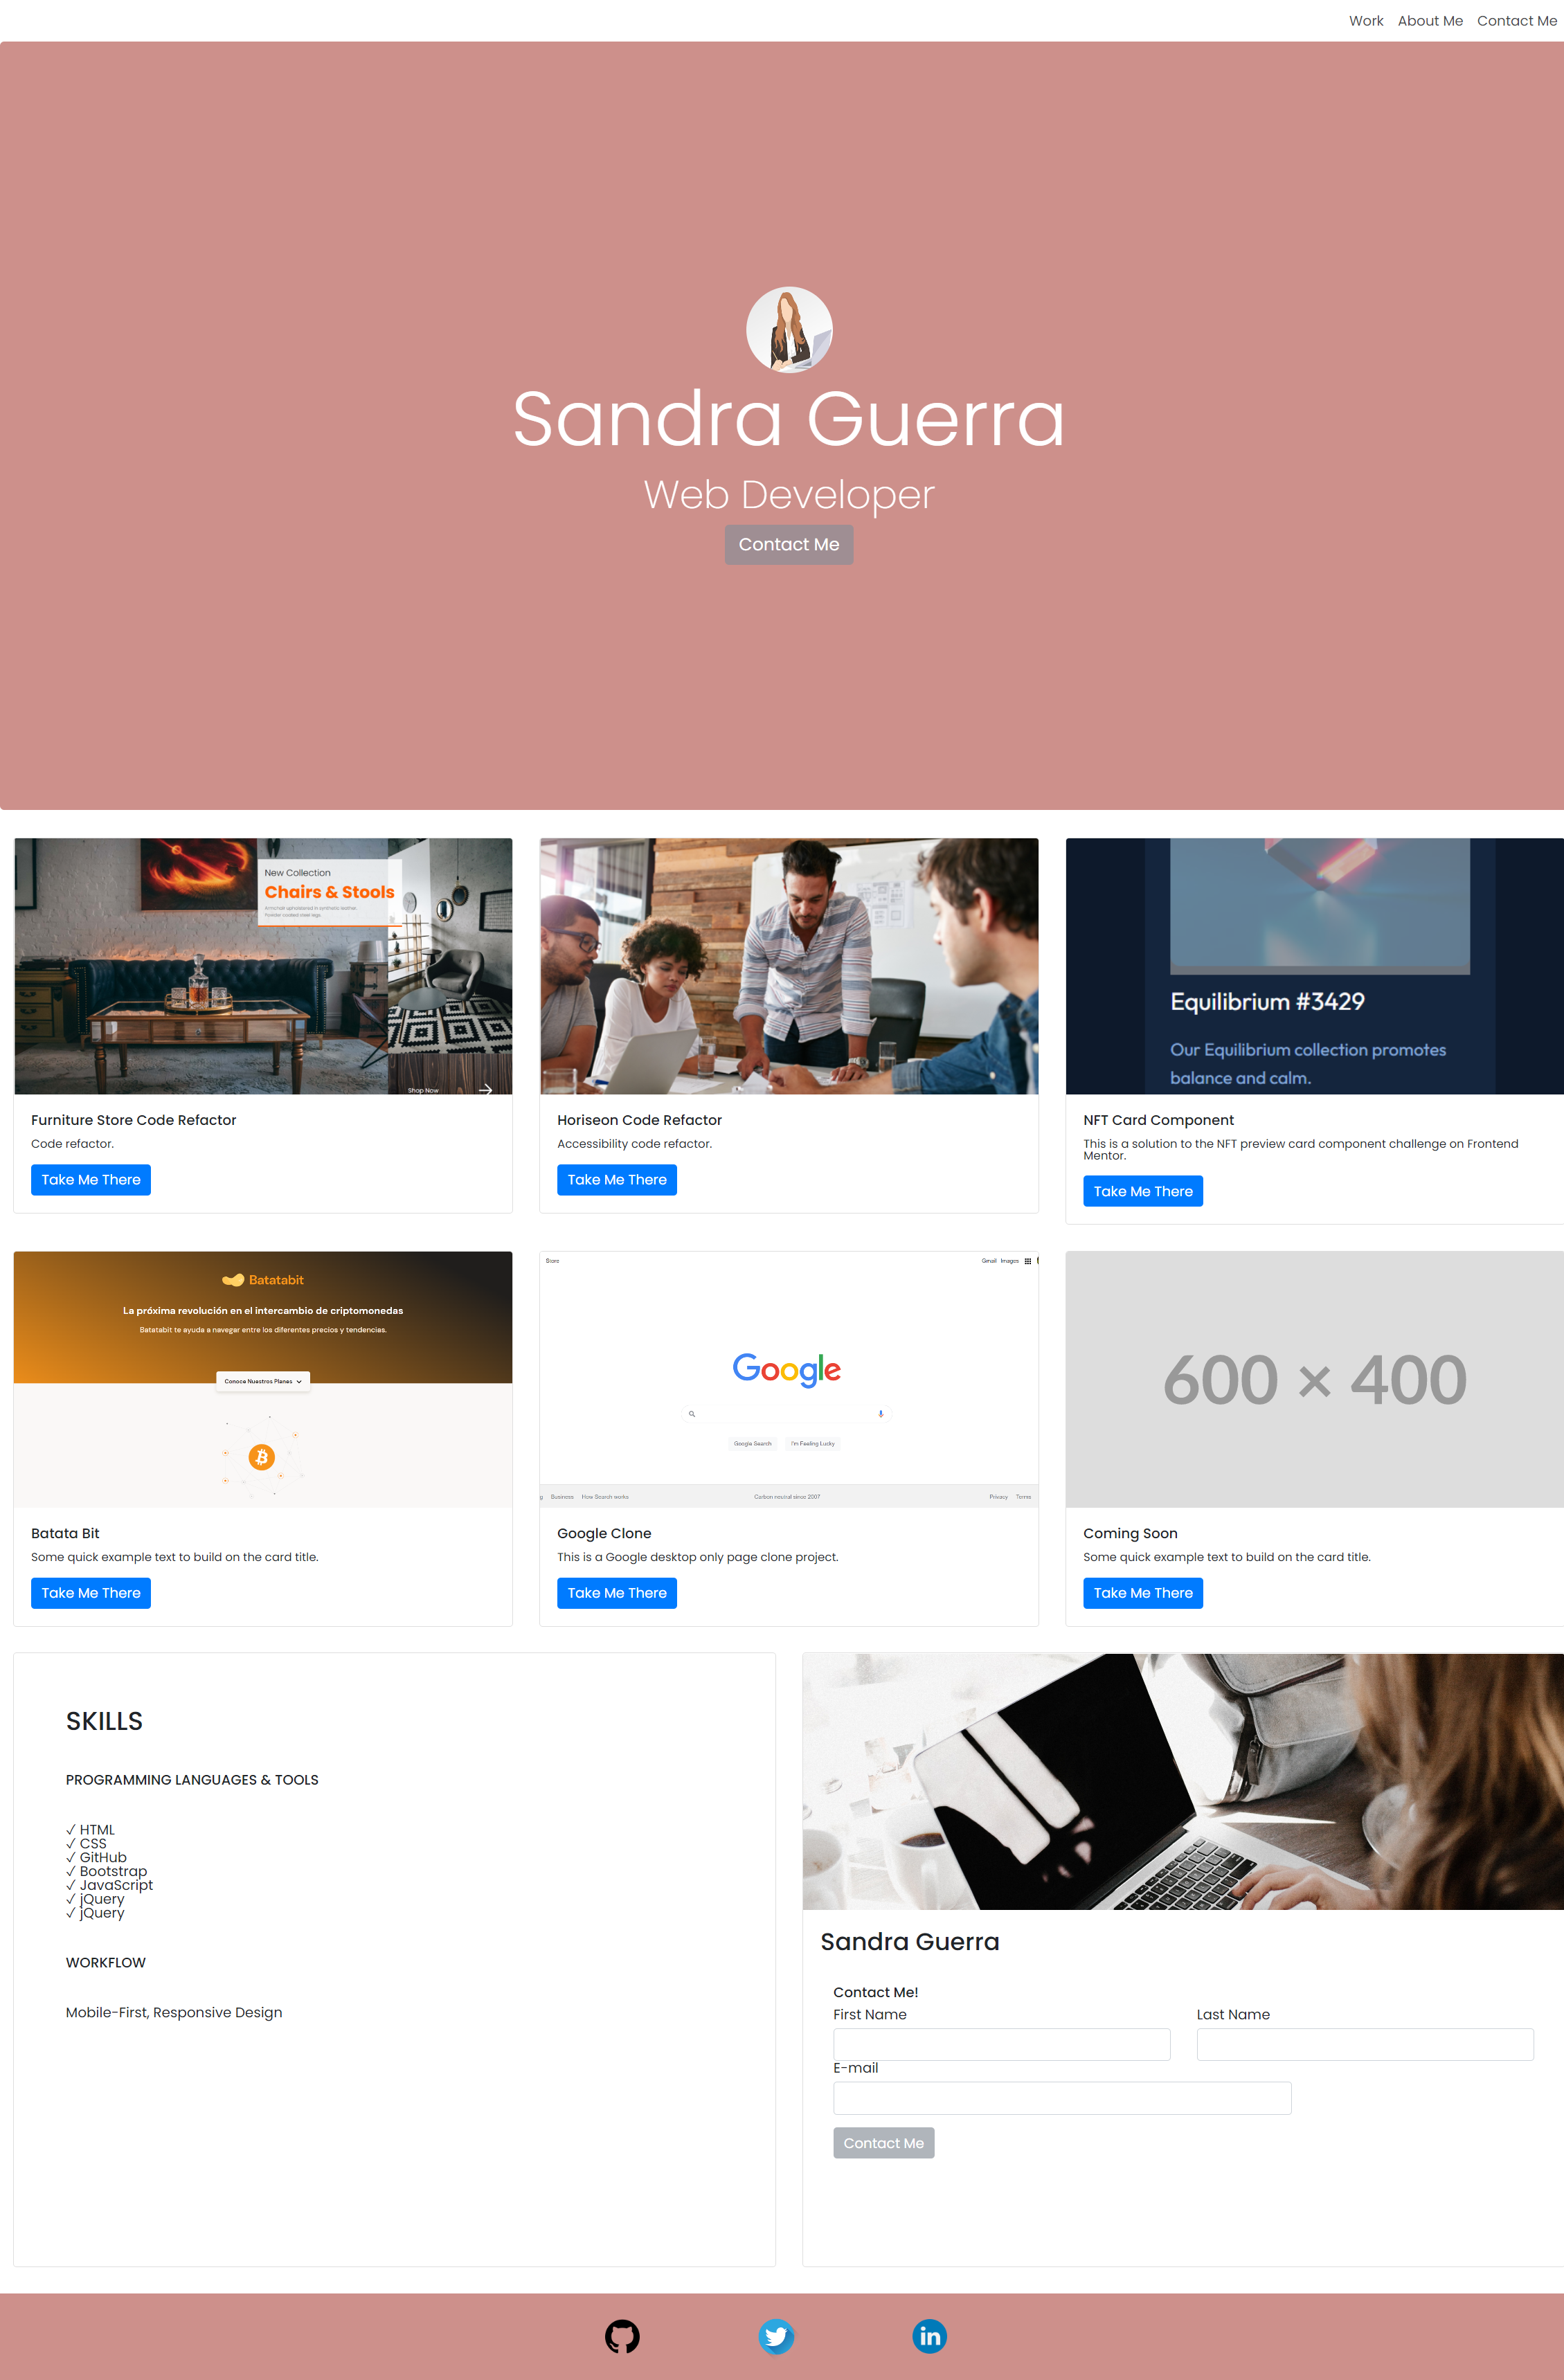 Work About Me Contact Me
Sandra Guerra
Web Developer
Contact Me
New Collection
Chairs & Stools
Armchair upholstered in synthetic leather.
Shop Now
Furniture Store Code Refactor
Code refactor.
Take Me There
Horiseon Code Refactor
Accessibility code refactor.
Take Me There
Equilibrium #3429
Our Equilibrium collection promotes
balance and calm.
NFT Card Component
This is a solution to the NFT preview card component challenge on Frontend
Mentor.
Take Me There
Batatabit
La próxima revolución en el intercambio de criptomonedas
Batatabit te ayuda a navegar entre los diferentes precios y tendencias.
Conoce Nuestros Planes
Batata Bit
Some quick example text to build on the card title.
Take Me There
Store Gmail Images
Google
Google Search I'm Feeling Lucky
g Business How Search works Carbon neutral since 2007 Privacy Terms
Google Clone
This is a Google desktop only page clone project.
Take Me There
600 × 400
Coming Soon
Some quick example text to build on the card title.
Take Me There
SKILLS
PROGRAMMING LANGUAGES & TOOLS
✓ HTML
✓ CSS
✓ GitHub
✓ Bootstrap
✓ JavaScript
✓ jQuery
✓ jQuery
WORKFLOW
Mobile-First, Responsive Design
Sandra Guerra
Contact Me!
First Name Last Name
E-mail
Contact Me
in